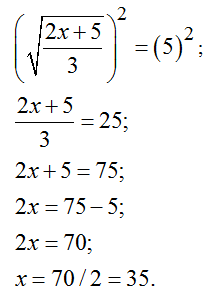 (√((2x+5)/3))² = (5)²;
(2x+5)/3 = 25;
2x+5 = 75;
2x = 75−5;
2x = 70;
x = 70/2 = 35.